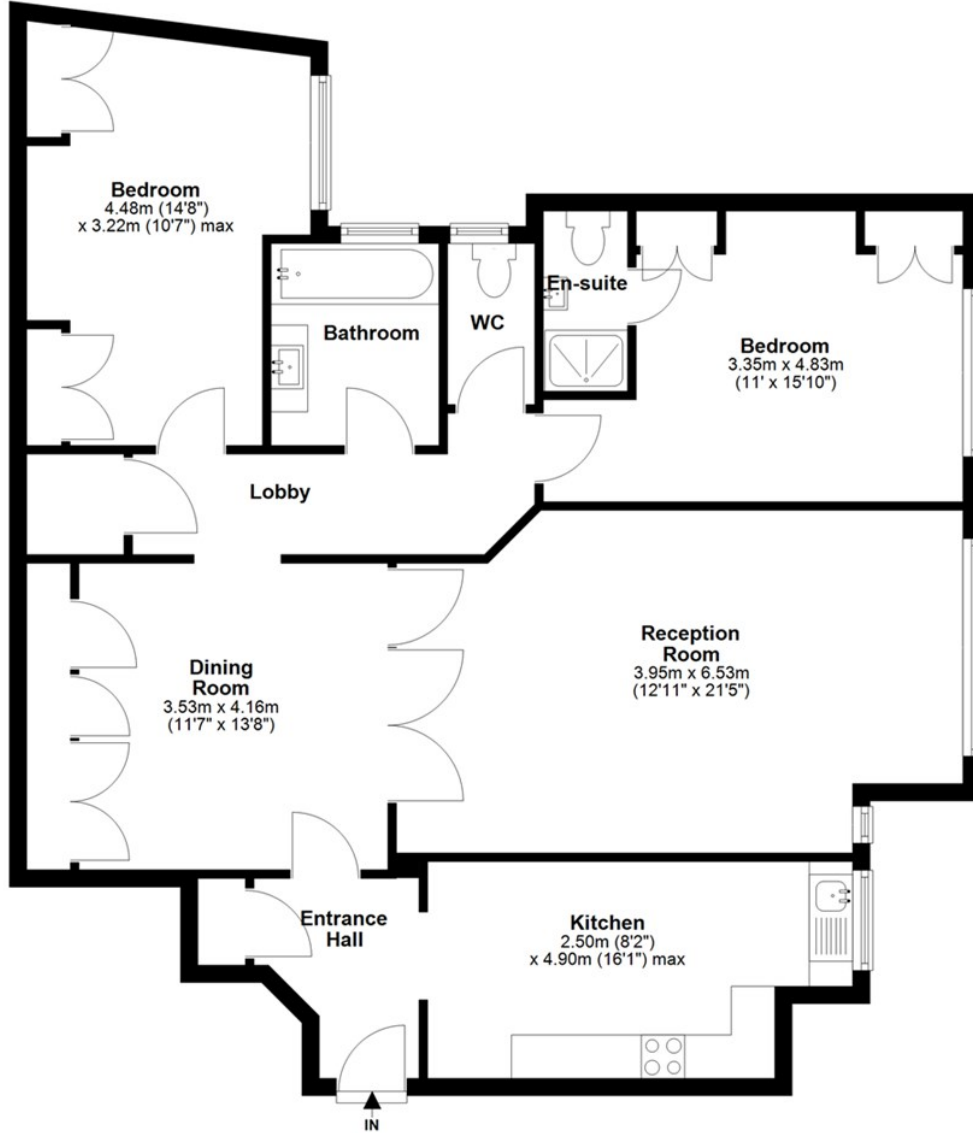 Bedroom
4.48m (14'8")
x 3.22m (10'7") max
En-suite
Bathroom
WC
Bedroom
3.35m x 4.83m
(11' x 15'10")
Lobby
Reception
Room
3.95m x 6.53m
(12'11" x 21'5")
Dining
Room
3.53m x 4.16m
(11'7" x 13'8")
Entrance
Hall
Kitchen
2.50m (8'2")
x 4.90m (16'1") max
IN